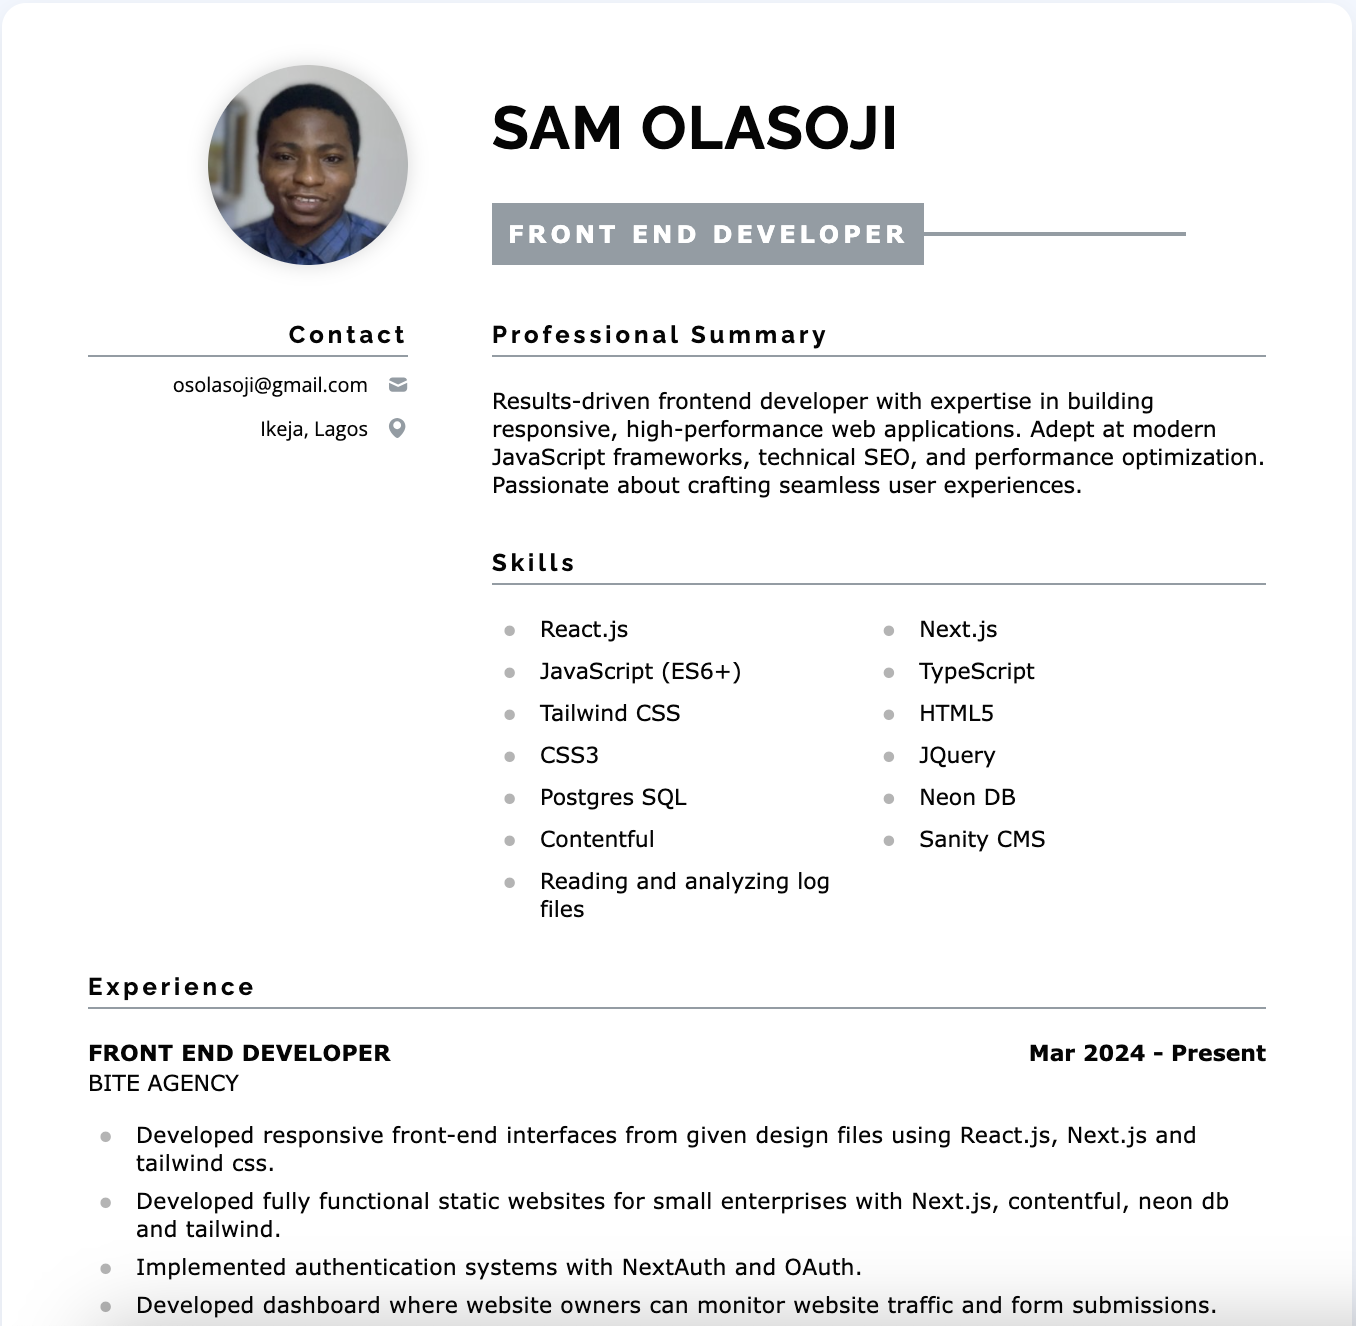 SAM OLASOJI
FRONT END DEVELOPER
Contact
osolasoji@gmail.com
Ikeja, Lagos
Professional Summary
Results-driven frontend developer with expertise in building
responsive, high-performance web applications. Adept at modern
JavaScript frameworks, technical SEO, and performance optimization.
Passionate about crafting seamless user experiences.
Skills
React.js
JavaScript (ES6+)
Tailwind CSS
CSS3
Postgres SQL
Contentful
Reading and analyzing log
files
Next.js
TypeScript
HTML5
JQuery
Neon DB
Sanity CMS
Experience
FRONT END DEVELOPER Mar 2024 - Present
BITE AGENCY
Developed responsive front-end interfaces from given design files using React.js, Next.js and
tailwind css.
Developed fully functional static websites for small enterprises with Next.js, contentful, neon db
and tailwind.
Implemented authentication systems with NextAuth and OAuth.
Developed dashboard where website owners can monitor website traffic and form submissions.